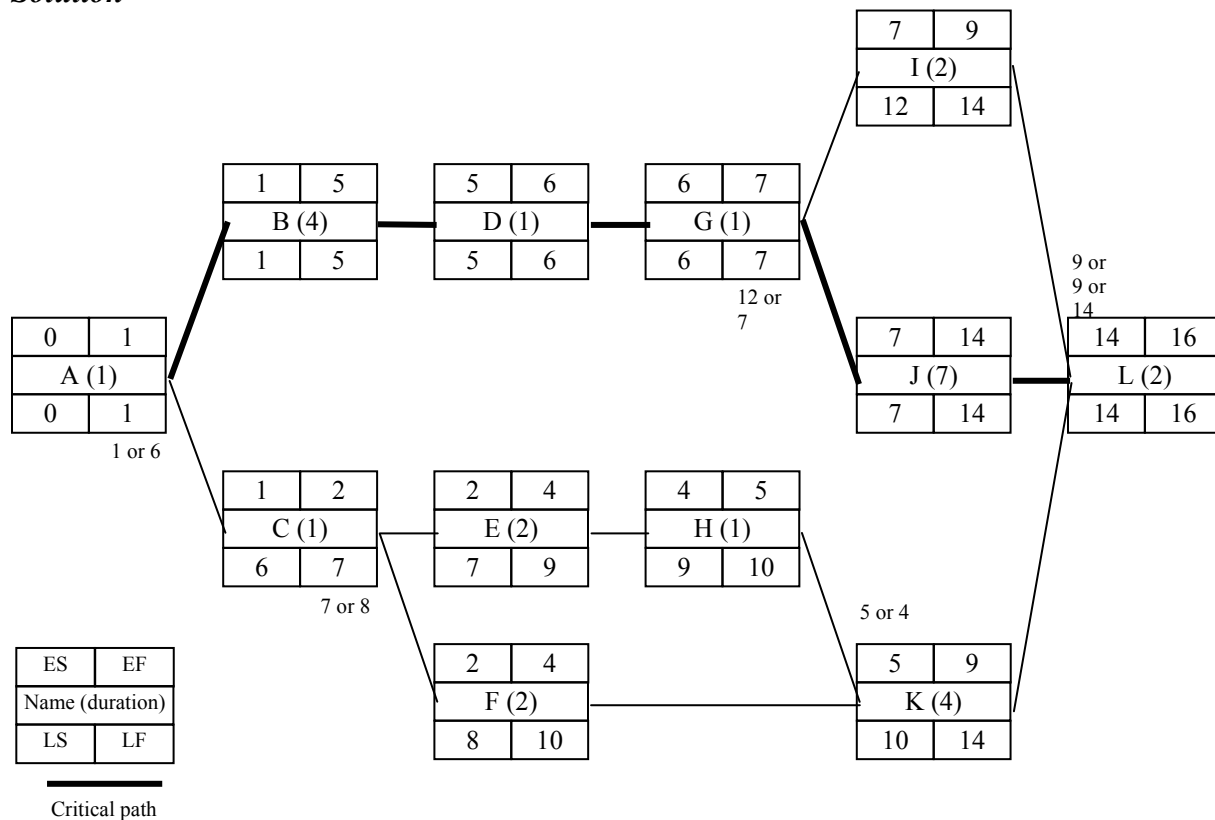 7 9
I (2)
12 14
1 5
B (4)
1 5
5 6
D (1)
5 6
6 7
G (1)
6 7
12 or
7
9 or
9 or
14
0 1
A (1)
0 1
1 or 6
7 14
J (7)
7 14
14 16
L (2)
14 16
1 2
C (1)
6 7
7 or 8
2 4
E (2)
7 9
4 5
H (1)
9 10
5 or 4
2 4
F (2)
8 10
5 9
K (4)
10 14
ES EF
Name (duration)
LS LF
Critical path